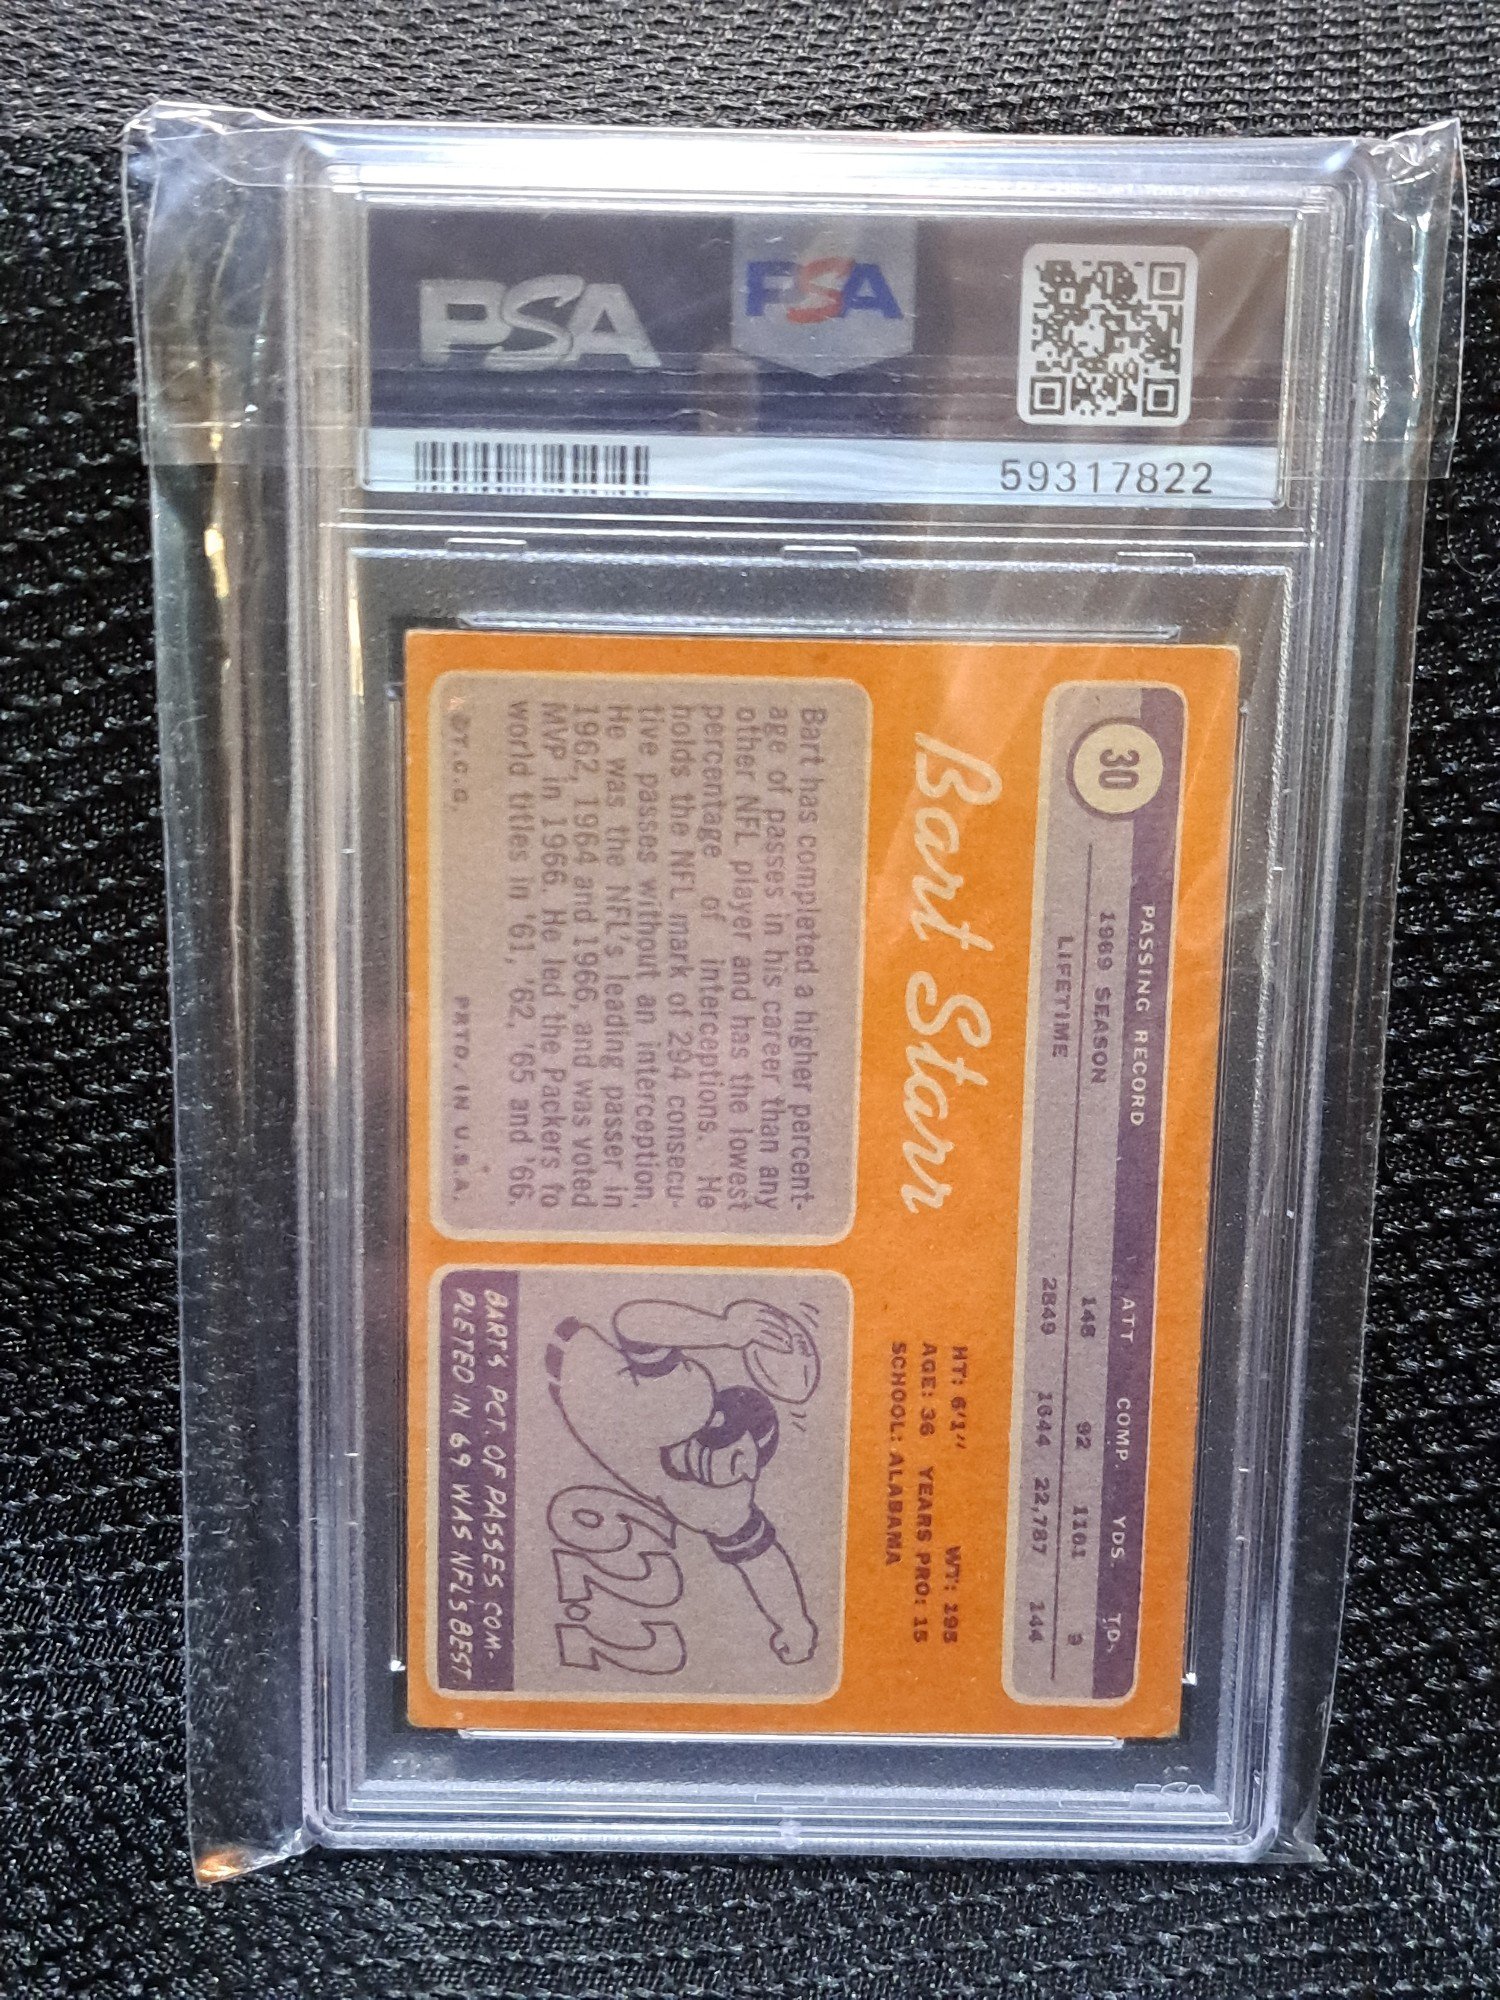 PSA
PSA
59317822
30
PASSING RECORD ATT COMP. YDS. TD.
1969 SEASON 148 92 1161 9
LIFETIME 2849 1644 22,787 144
Bart Starr
HT: 6'1" WT: 195
AGE: 36 YEARS PRO: 15
SCHOOL: ALABAMA
Bart has completed a higher percent-
age of passes in his career than any
other NFL player and has the lowest
percentage of interceptions. He
holds the NFL mark of 294 consecu-
tive passes without an interception.
He was the NFL's leading passer in
1962, 1964 and 1966, and was voted
MVP in 1966. He led the Packers to
world titles in '61, '62, '65 and '66.
©T.C.G. PRTD. IN U.S.A.
62.2
BART'S PCT. OF PASSES COM-
PLETED IN 69 WAS NFL'S BEST.
PSA